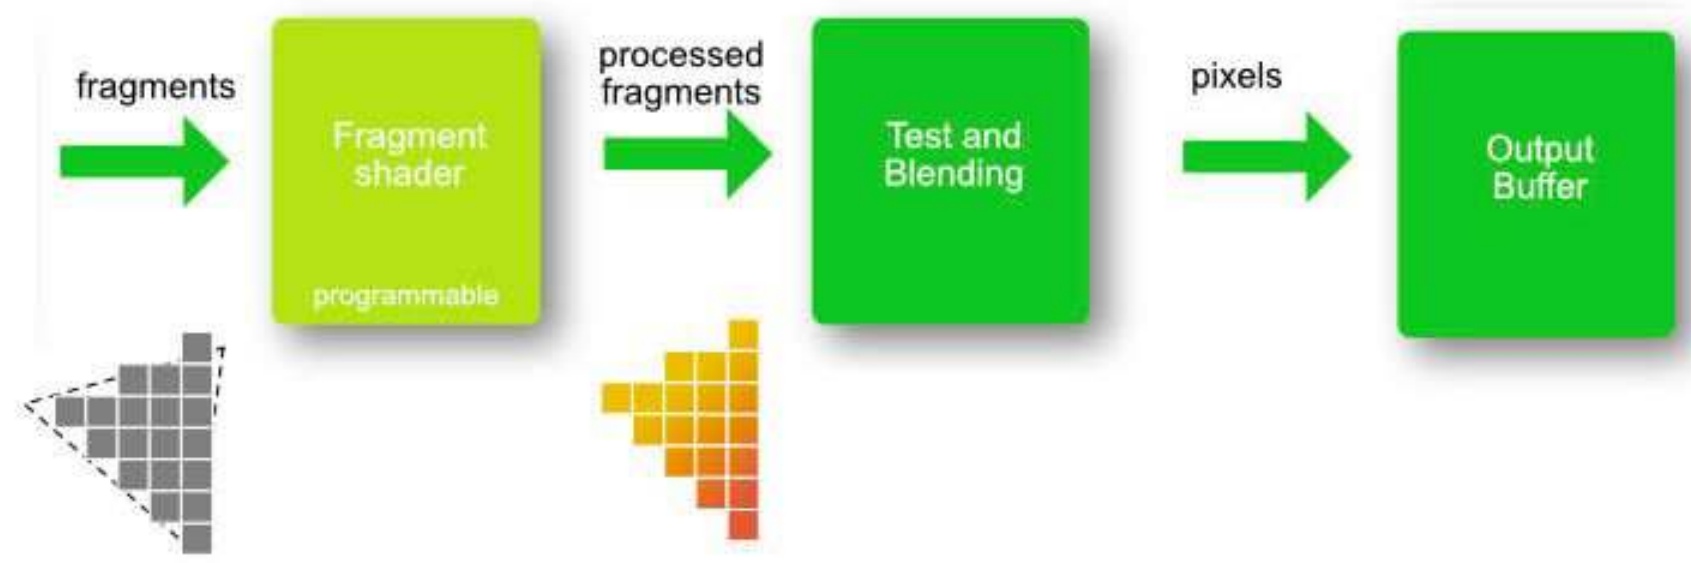 fragments
Fragment
shader
programmable
processed
fragments
Test and
Blending
pixels
Output
Buffer